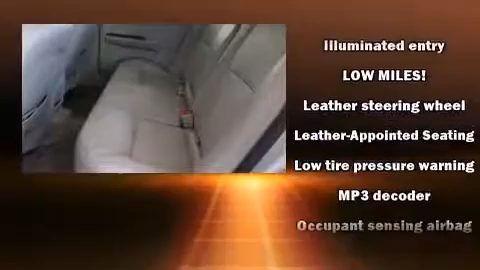 Illuminated entry
LOW MILES!
Leather steering wheel
Leather-Appointed Seating
Low tire pressure warning
MP3 decoder
Occupant sensing airbag